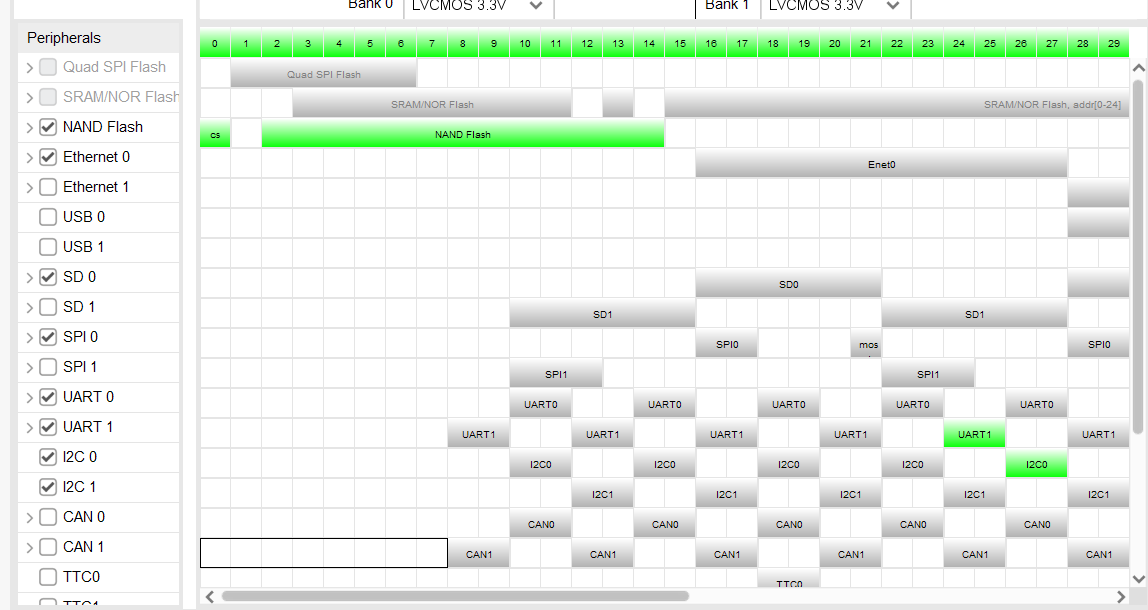 Bank 0 LVCMOS 3.3V Bank 1 LVCMOS 3.3V
Peripherals 0 1 2 3 4 5 6 7 8 9 10 11 12 13 14 15 16 17 18 19 20 21 22 23 24 25 26 27 28 29
Quad SPI Flash Quad SPI Flash
SRAM/NOR Flash SRAM/NOR Flash SRAM/NOR Flash, addr[0-24]
NAND Flash cs NAND Flash
Ethernet 0 Enet0
Ethernet 1
USB 0
USB 1
SD 0 SD0
SD 1 SD1 SD1
SPI 0 SPI0 mos SPI0
SPI 1 SPI1 SPI1
UART 0 UART0 UART0 UART0 UART0 UART0
UART 1 UART1 UART1 UART1 UART1 UART1 UART1
I2C 0 I2C0 I2C0 I2C0 I2C0 I2C0
I2C 1 I2C1 I2C1 I2C1 I2C1 I2C1
CAN 0 CAN0 CAN0 CAN0 CAN0 CAN0
CAN 1 CAN1 CAN1 CAN1 CAN1 CAN1 CAN1
TTC0 TTC0
TTC1